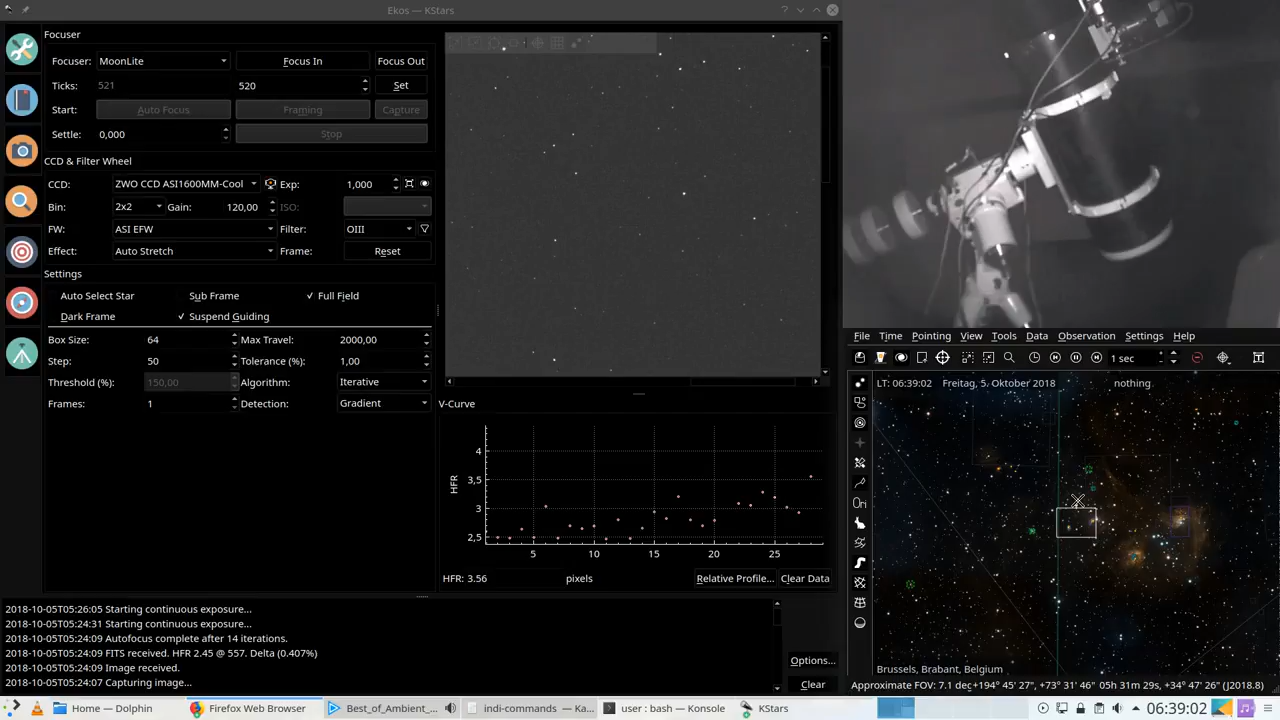 Ekos — KStars
Focuser
Focuser: MoonLite Focus In Focus Out
Ticks: 521 520 Set
Start: Auto Focus Framing Capture
Settle: 0,000 Stop
CCD & Filter Wheel
CCD: ZWO CCD ASI1600MM-Cool Exp: 1,000
Bin: 2x2 Gain: 120,00 ISO:
FW: ASI EFW Filter: OIII
Effect: Auto Stretch Frame: Reset
Settings
Auto Select Star Sub Frame ✓ Full Field
Dark Frame ✓ Suspend Guiding
Box Size: 64 Max Travel: 2000,00
Step: 50 Tolerance (%): 1,00
Threshold (%): 150,00 Algorithm: Iterative
Frames: 1 Detection: Gradient
V-Curve
HFR
4
3,5
3
2,5
5 10 15 20 25
HFR: 3.56 pixels Relative Profile... Clear Data
2018-10-05T05:26:05 Starting continuous exposure...
2018-10-05T05:24:31 Starting continuous exposure...
2018-10-05T05:24:09 Autofocus complete after 14 iterations.
2018-10-05T05:24:09 FITS received. HFR 2.45 @ 557. Delta (0.407%)
2018-10-05T05:24:09 Image received.
2018-10-05T05:24:07 Capturing image...
Options...
Clear
File Time Pointing View Tools Data Observation Settings Help
1 sec
LT: 06:39:02 Freitag, 5. Oktober 2018 nothing
Ori
Brussels, Brabant, Belgium
Approximate FOV: 7.1 deg +194° 45' 27", +73° 31' 46" 05h 31m 29s, +34° 47' 26" (J2018.8)
Home — Dolphin Firefox Web Browser Best_of_Ambient_... indi-commands — Ka... user : bash — Konsole KStars 06:39:02